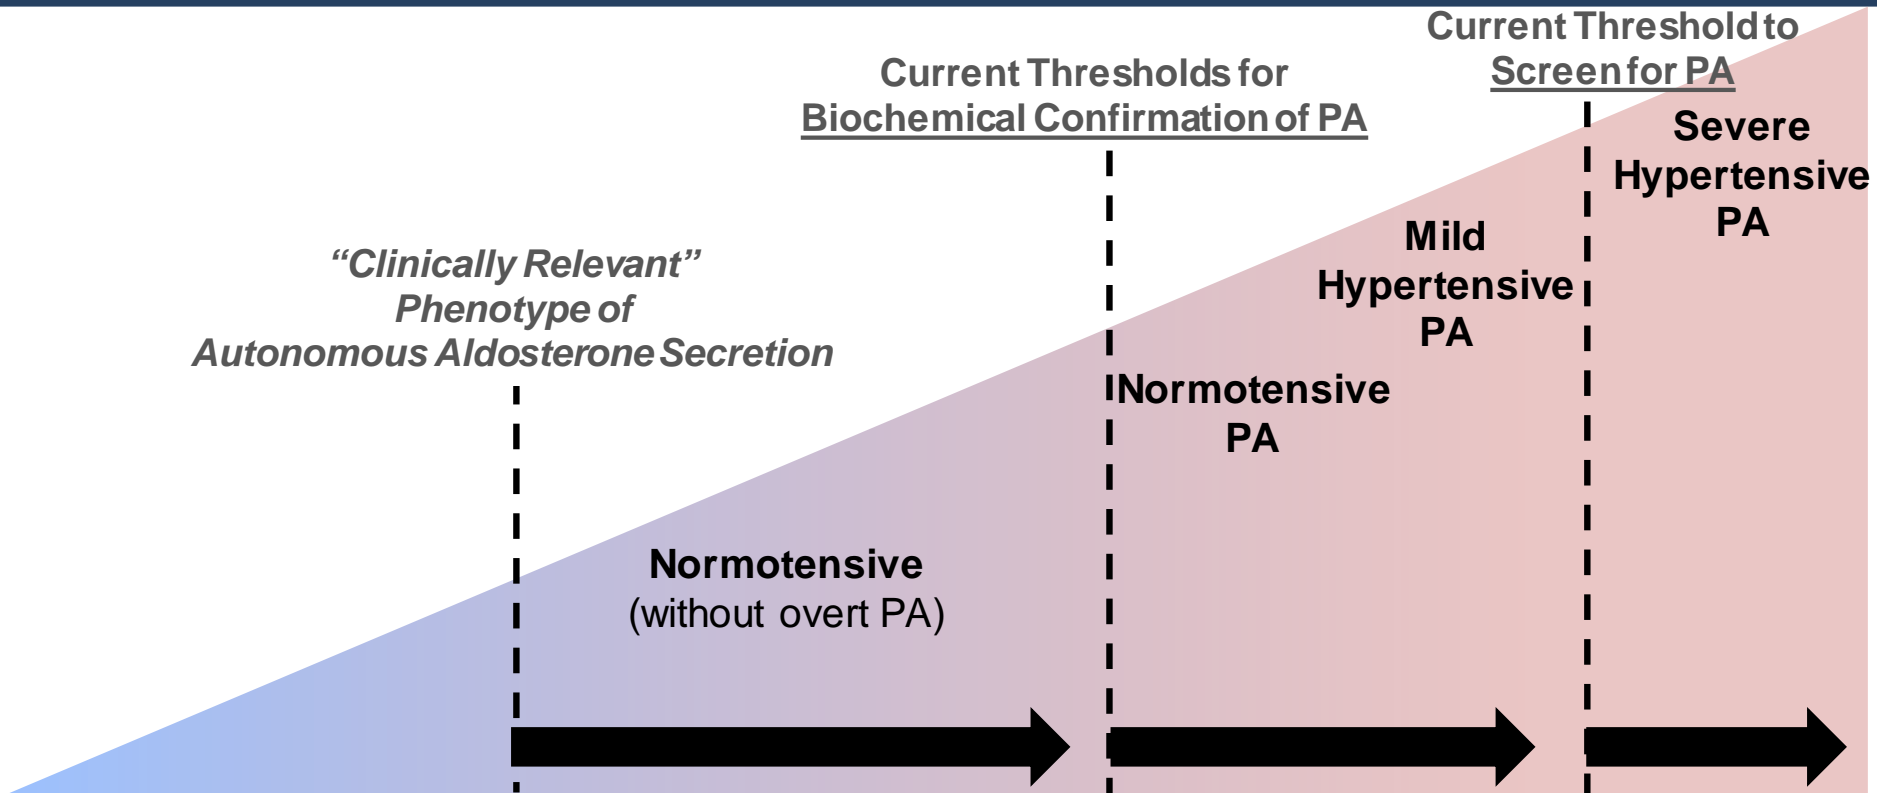 Current Threshold to
Screen for PA
Current Thresholds for
Biochemical Confirmation of PA
Severe
Hypertensive
PA
Mild
Hypertensive
PA
“Clinically Relevant”
Phenotype of
Autonomous Aldosterone Secretion
Normotensive
PA
Normotensive
(without overt PA)